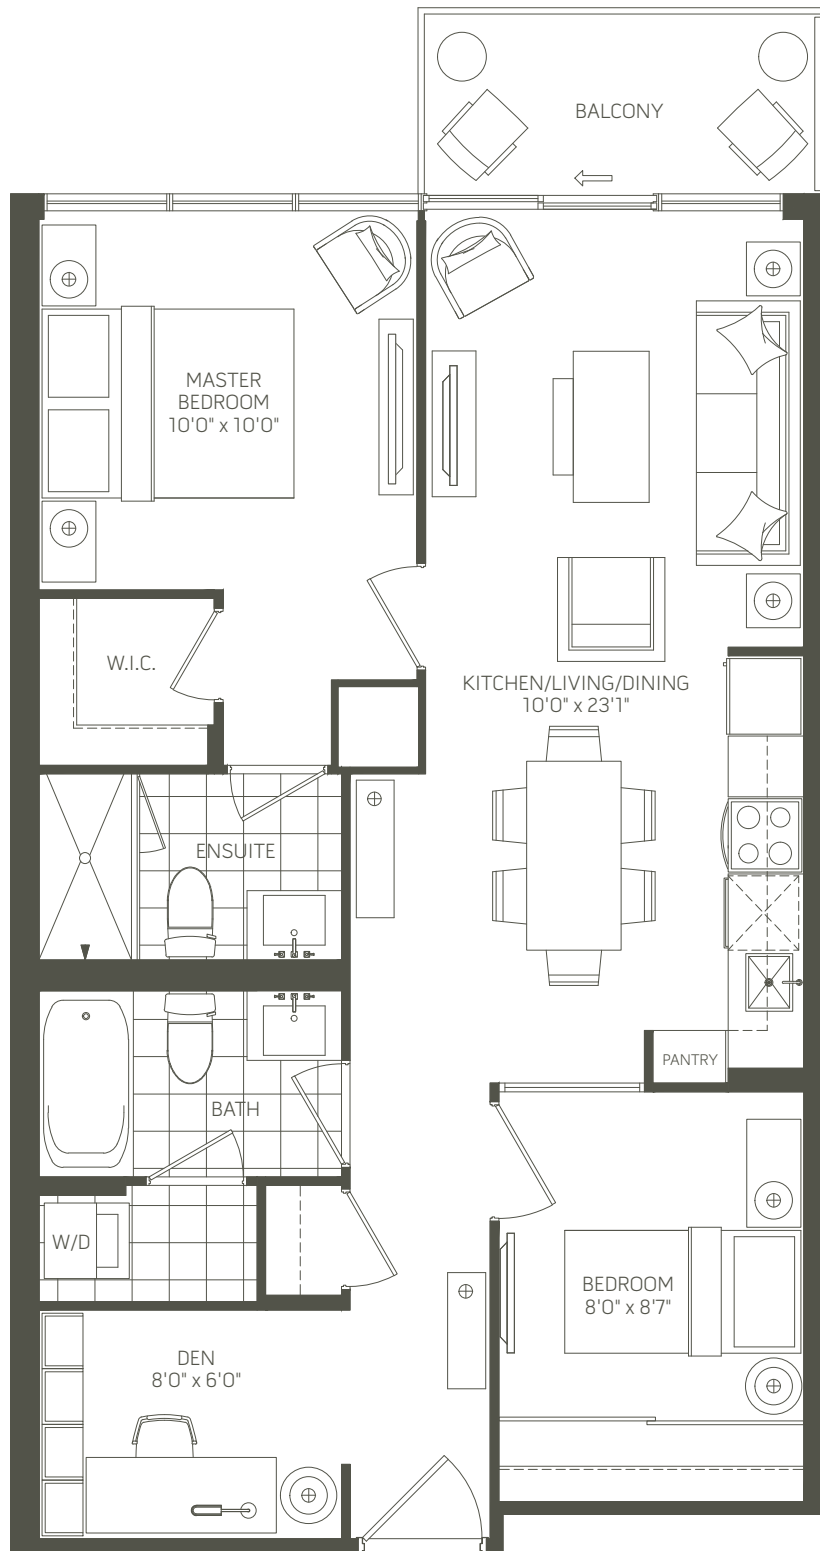 BALCONY
MASTER
BEDROOM
10'0" x 10'0"
W.I.C.
KITCHEN/LIVING/DINING
10'0" x 23'1"
ENSUITE
PANTRY
BATH
W/D
BEDROOM
8'0" x 8'7"
DEN
8'0" x 6'0"